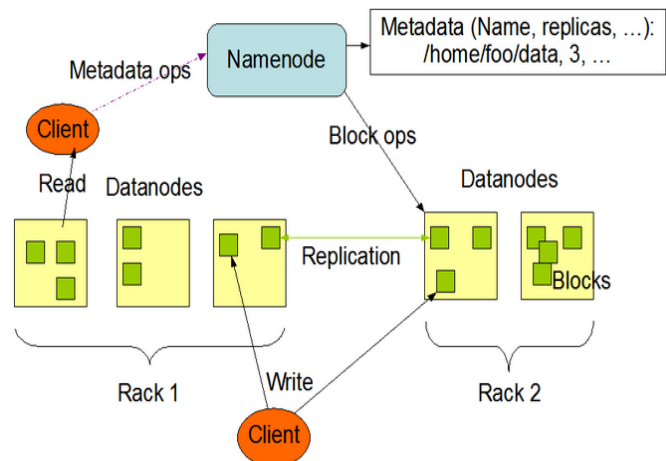 Metadata (Name, replicas, …):
/home/foo/data, 3, …
Namenode
Metadata ops
Client
Block ops
Read
Datanodes
Datanodes
Replication
Blocks
Rack 1
Write
Rack 2
Client